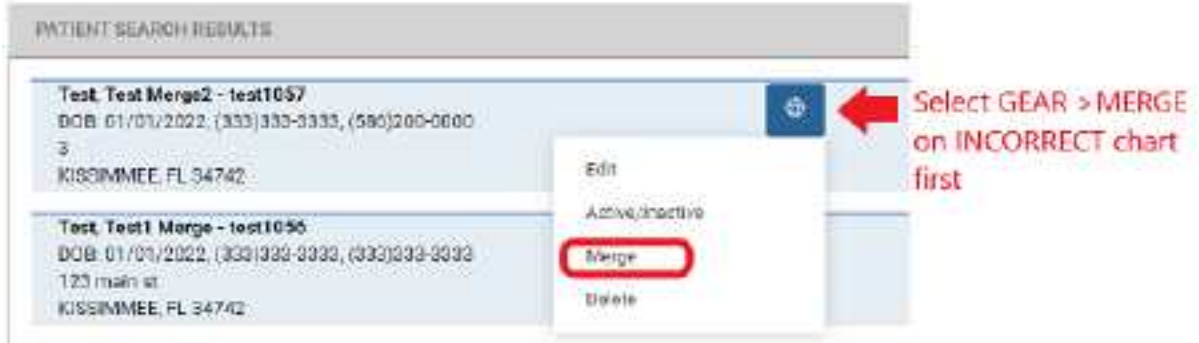 PATIENT SEARCH RESULTS
Test, Test Merge2 - test1057
DOB: 01/01/2022, (333)333-3333, (586)200-0000
3
KISSIMMEE, FL 34742
Select GEAR > MERGE
on INCORRECT chart
first
Edit
Active/Inactive
Merge
Delete
Test, Test1 Merge - test1056
DOB: 01/01/2022, (333)333-3333, (333)333-3333
123 main st
KISSIMMEE, FL 34742